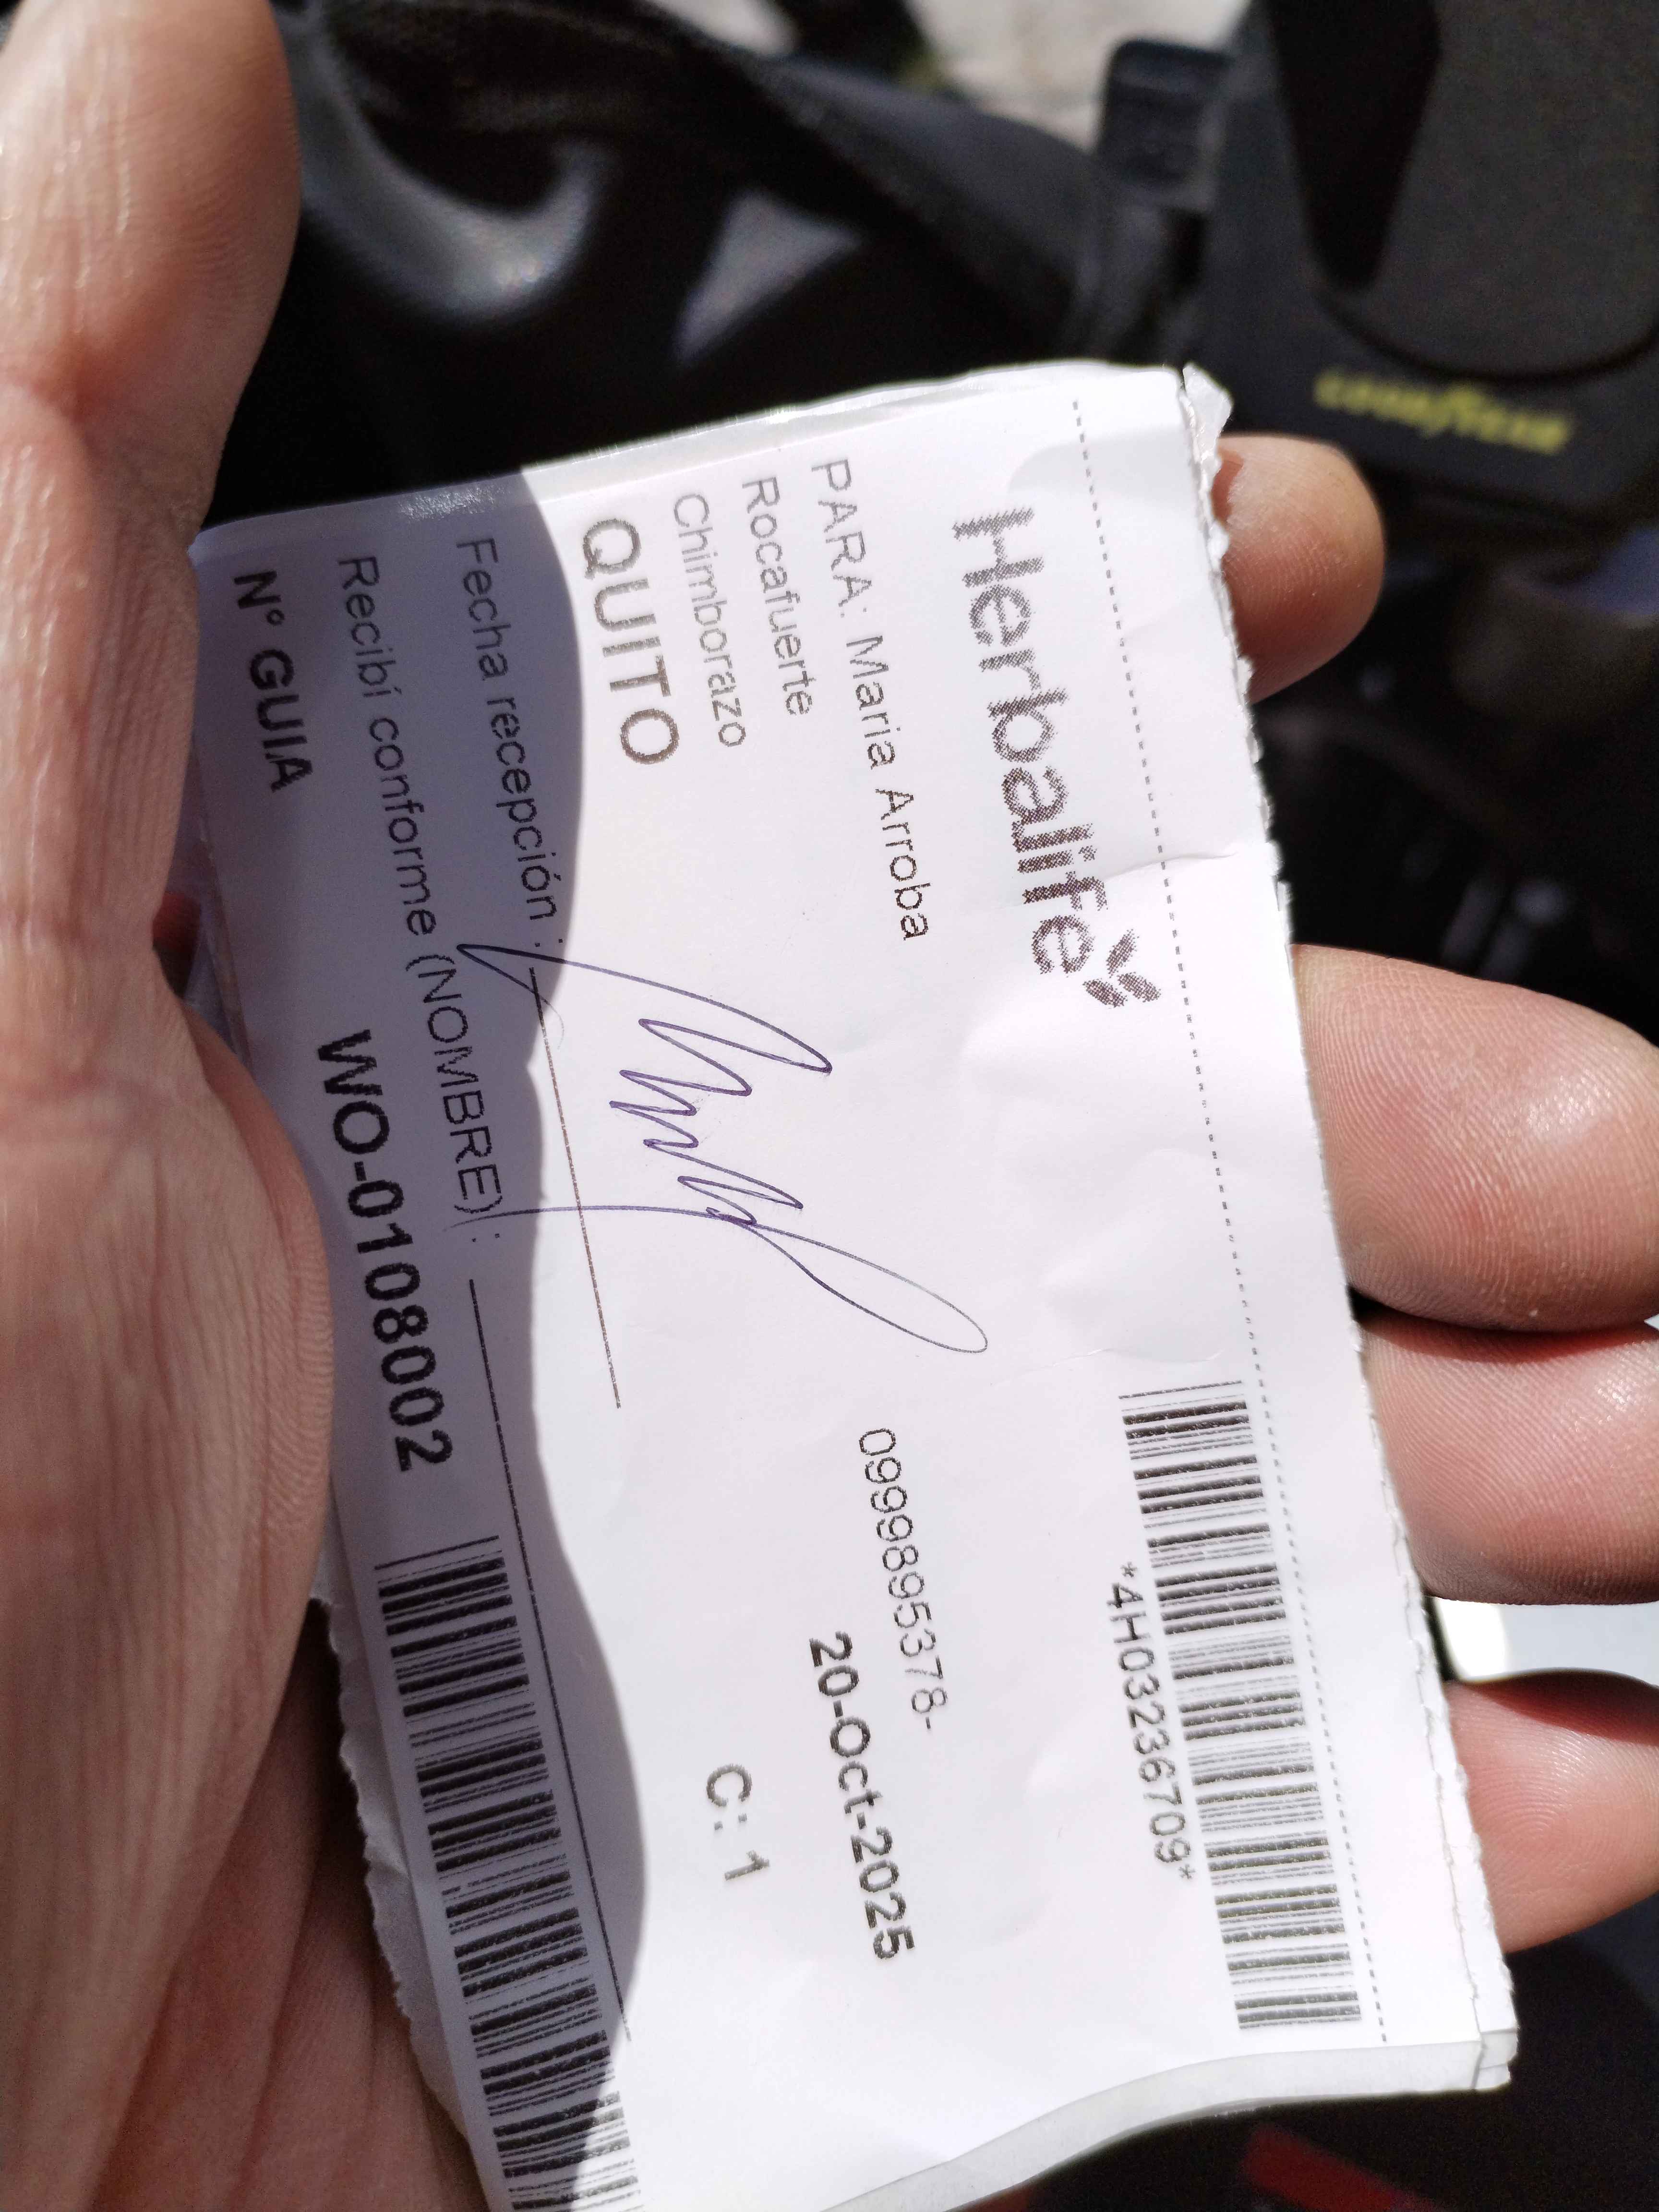 Herbalife
*4H03236709*
PARA: Maria Arroba
0999895378-
Rocafuerte
20-Oct-2025
Chimborazo
QUITO
C: 1
Fecha recepción :
Recibí conforme (NOMBRE) :
N° GUIA
WO-0108002
GOODYEAR